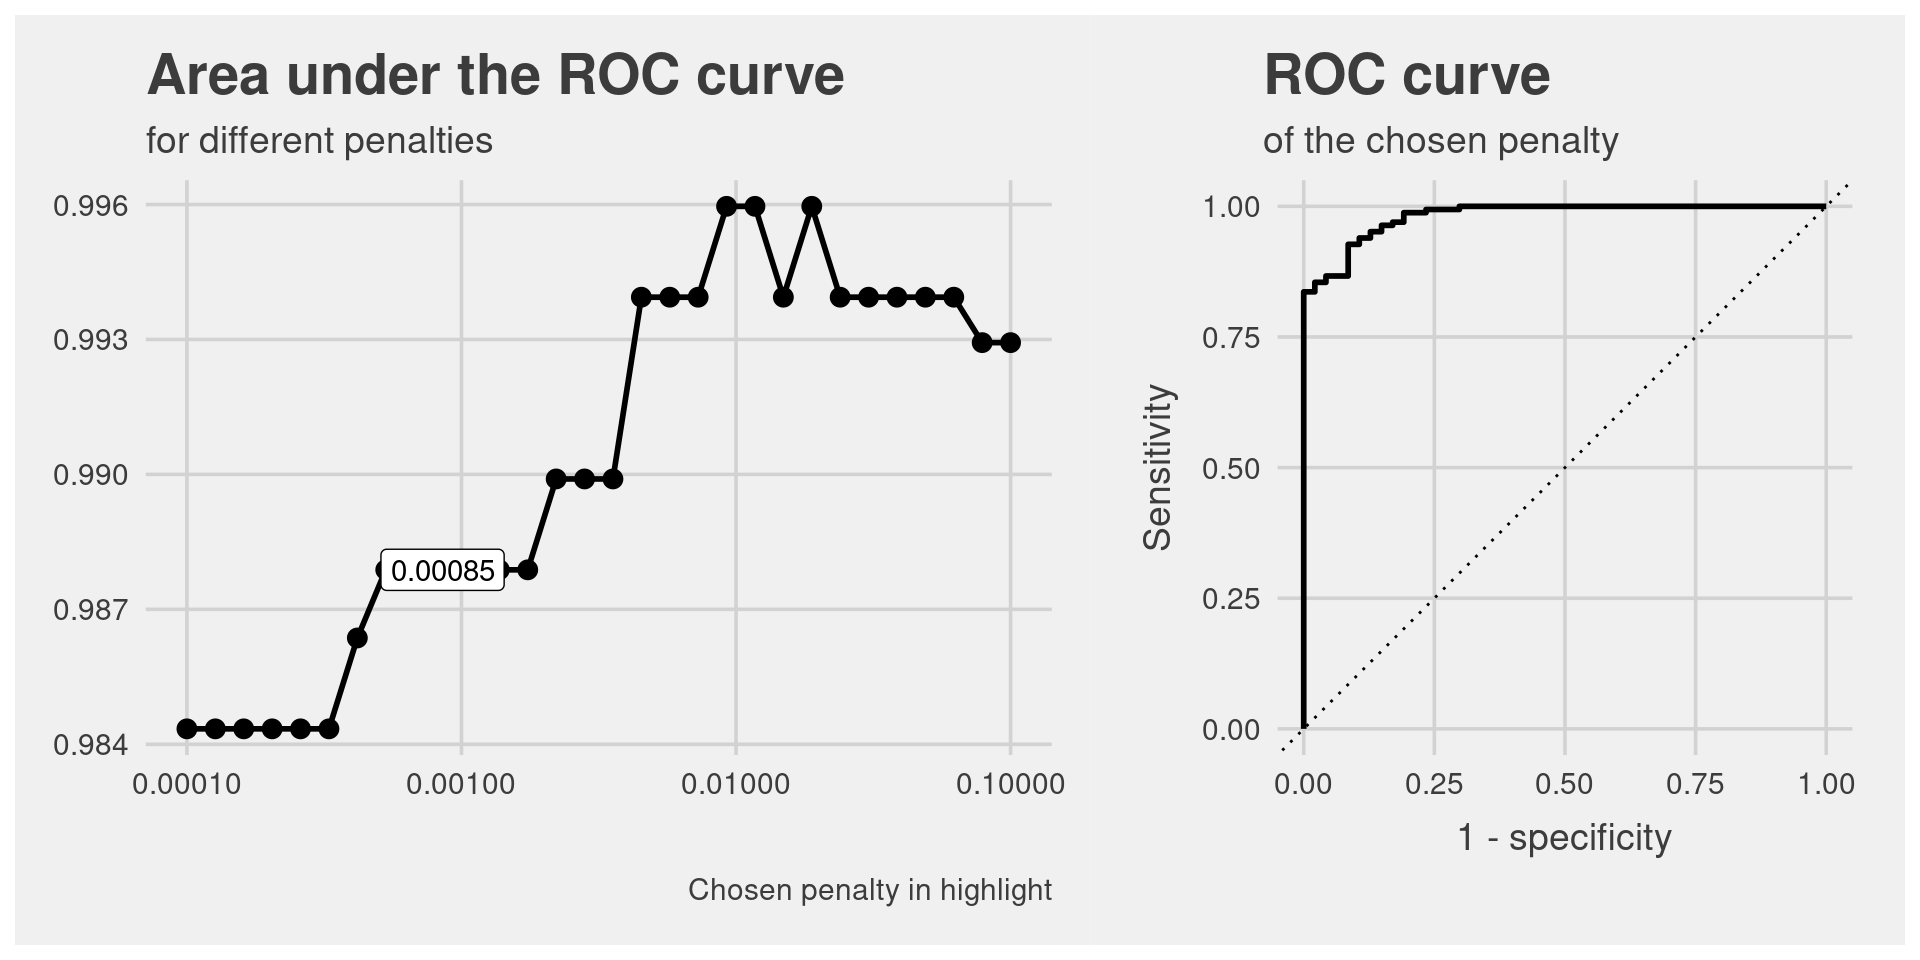 Area under the ROC curve
for different penalties
0.996
0.993
0.990
0.987
0.984
0.00085
0.00010 0.00100 0.01000 0.10000
Chosen penalty in highlight
ROC curve
of the chosen penalty
Sensitivity
1.00
0.75
0.50
0.25
0.00
0.00 0.25 0.50 0.75 1.00
1 - specificity